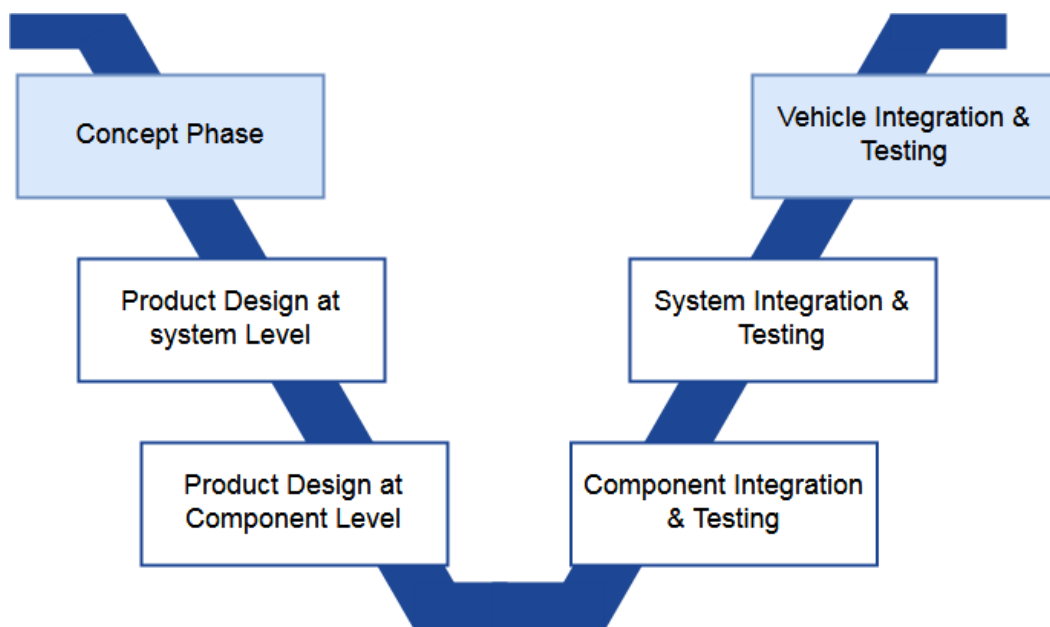 Concept Phase
Vehicle Integration &
Testing
Product Design at
system Level
System Integration &
Testing
Product Design at
Component Level
Component Integration
& Testing